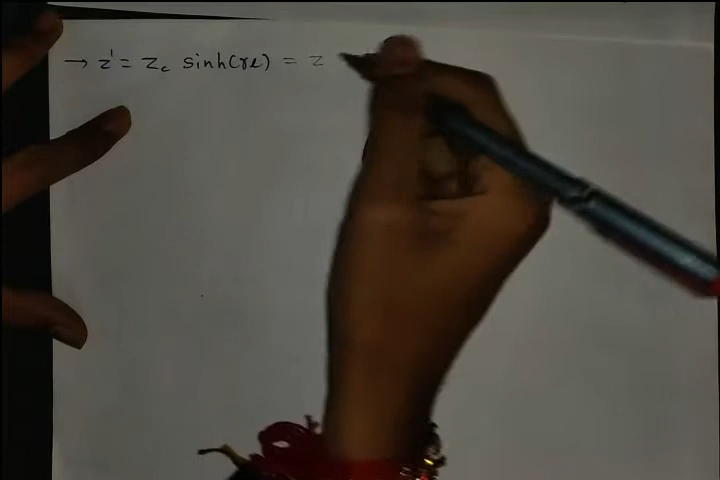 → z' = Zc sinh(γl) = z